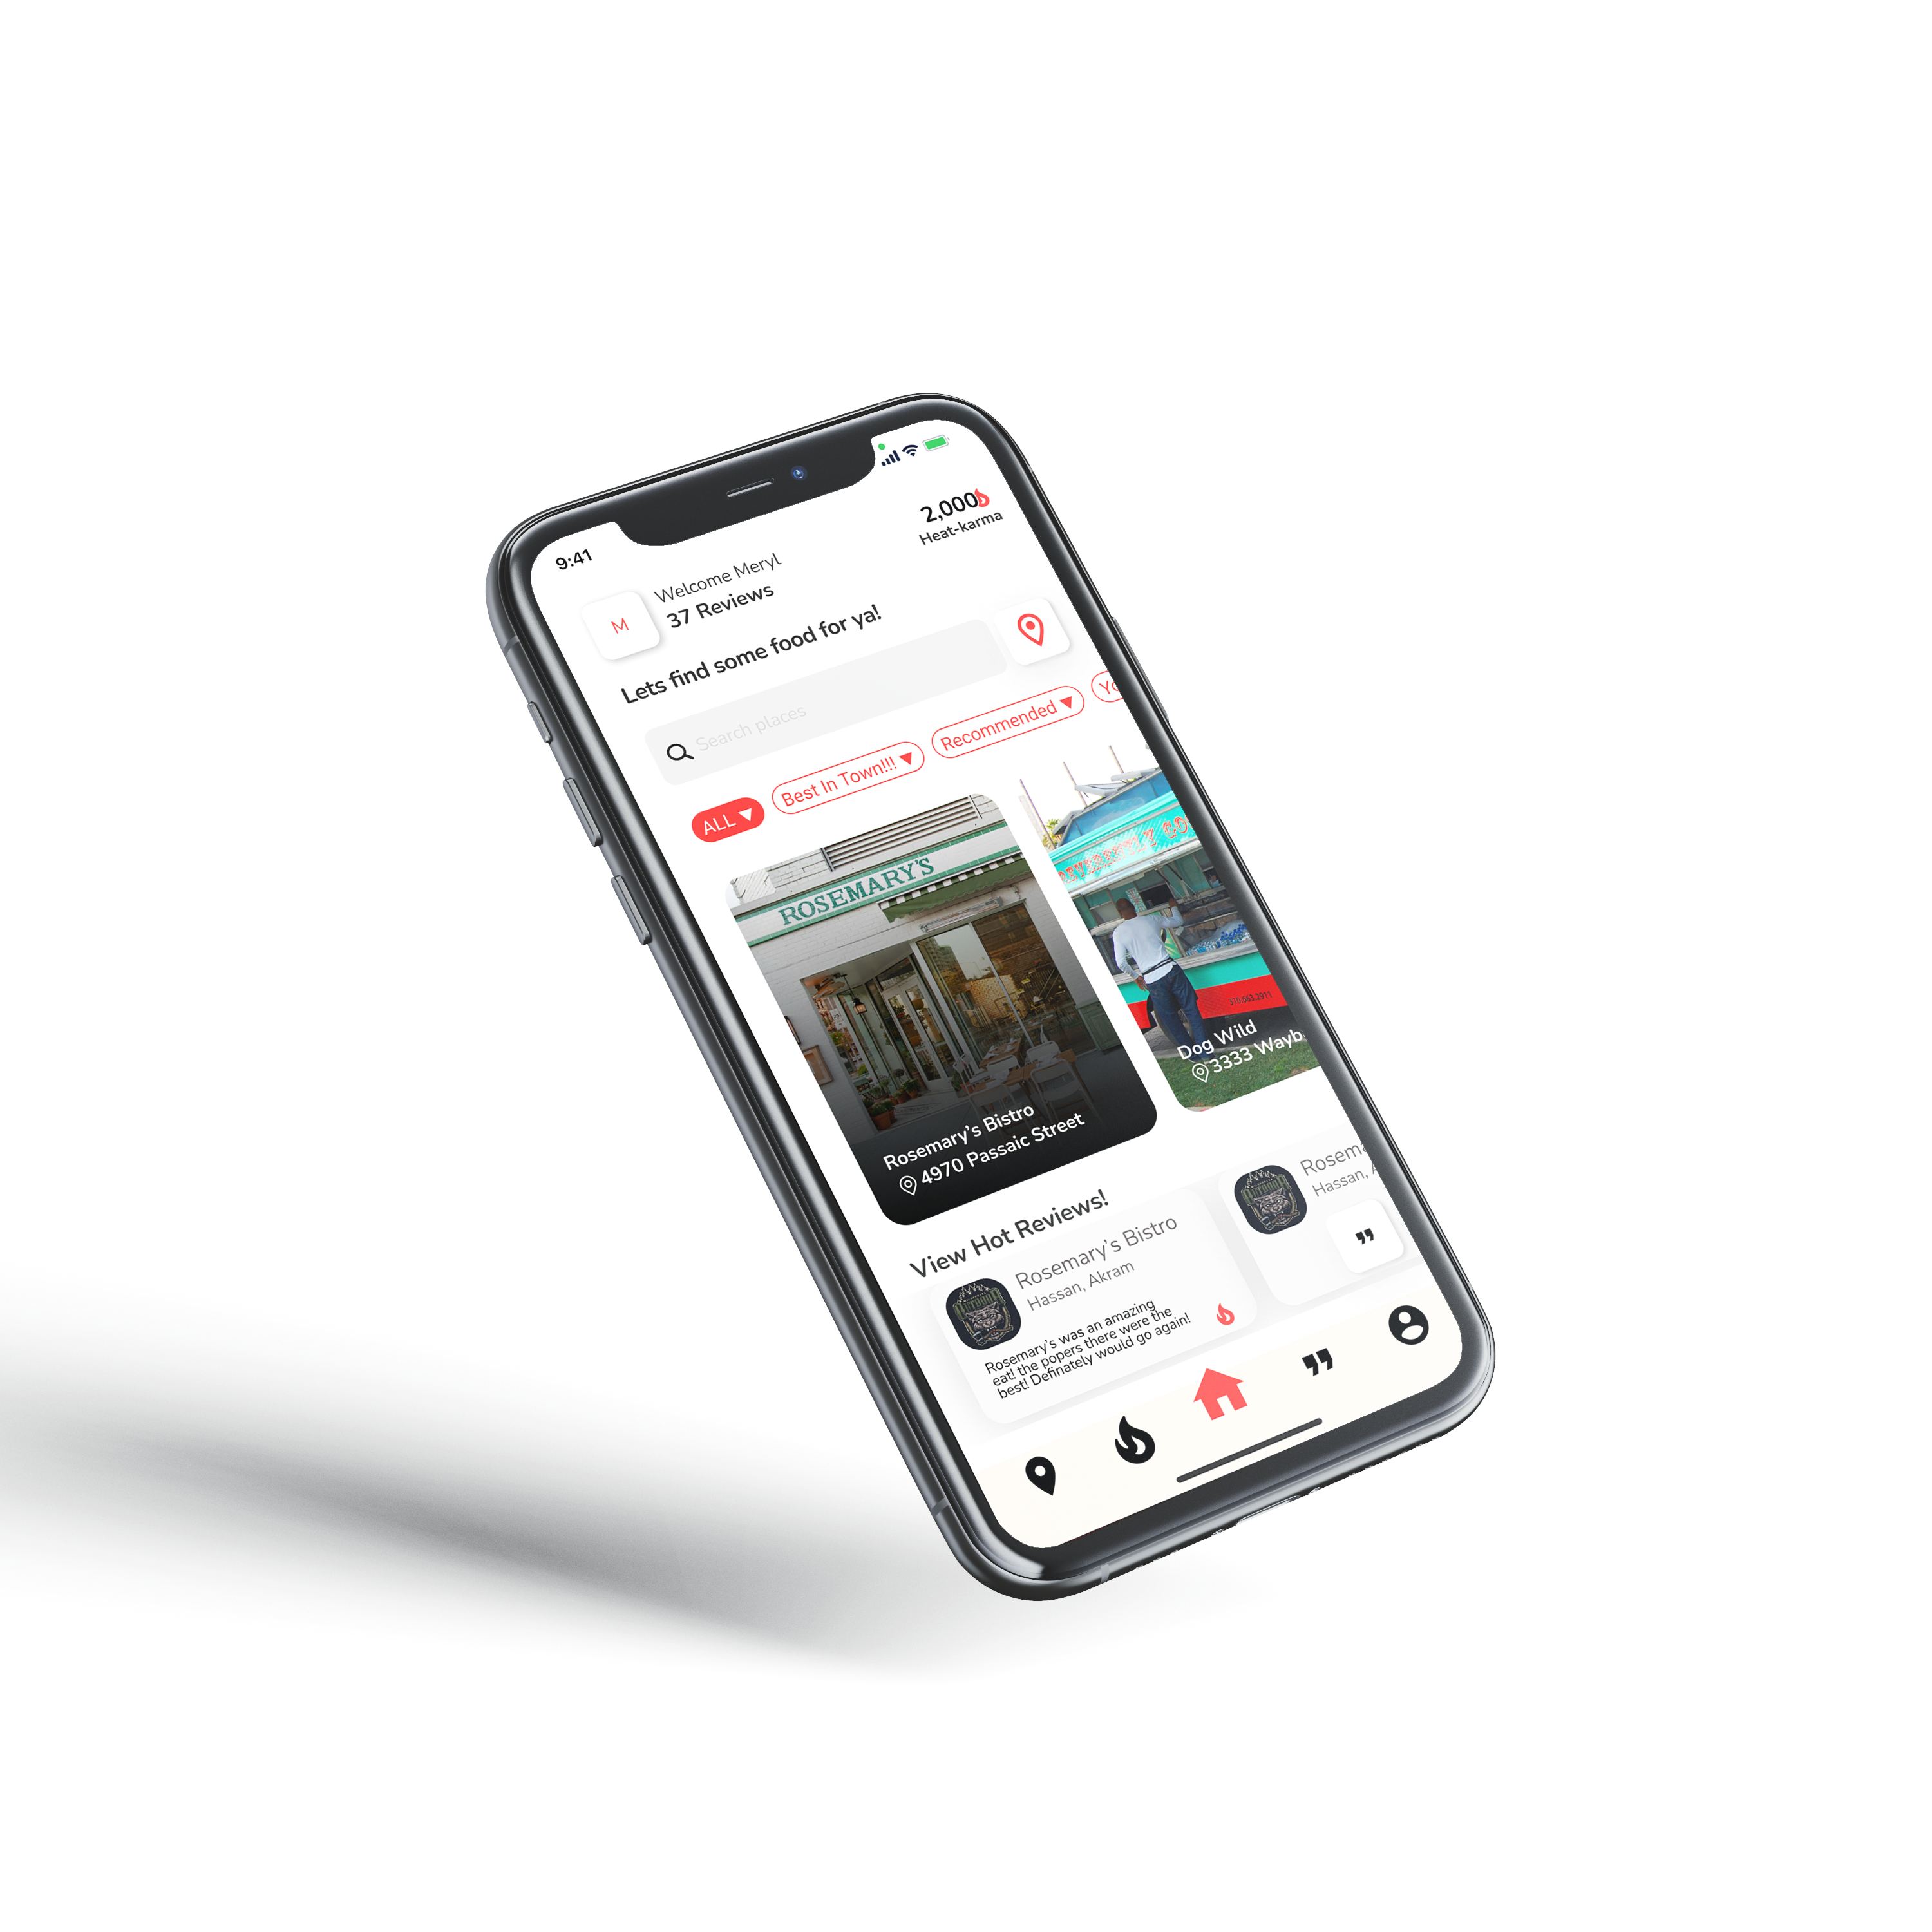 9:41
2,000
Heat-karma
M
Welcome Meryl
37 Reviews
Lets find some food for ya!
Search places
ALL
Best In Town!!!
Recommended
Yo
ROSEMARY'S
Rosemary's Bistro
4970 Passaic Street
310.663.2911
Dog Wild
3333 Wayb
View Hot Reviews!
Rosemary's Bistro
Hassan, Akram
Rosemary's was an amazing
eat! the popers there were the
best! Definately would go again!
Rosema
Hassan, A